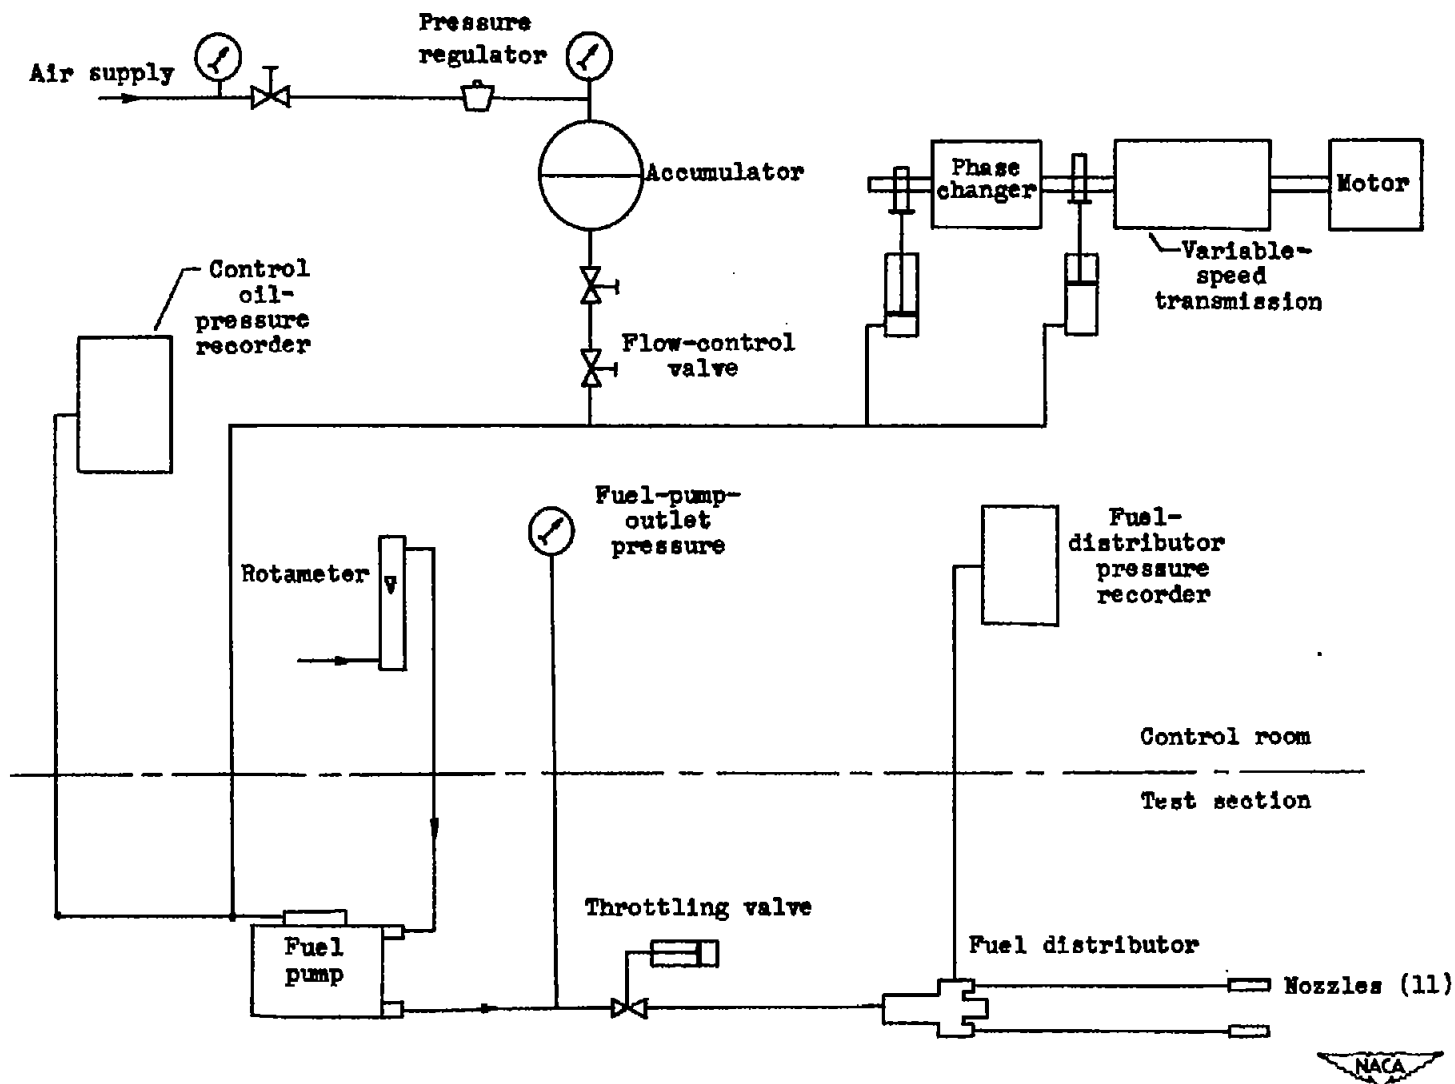 Pressure
regulator
Air supply
Accumulator
Phase
changer
Motor
Variable-
speed
transmission
Control
oil-
pressure
recorder
Flow-control
valve
Fuel-pump-
outlet
pressure
Fuel-
distributor
pressure
recorder
Rotameter
Control room
Test section
Throttling valve
Fuel
pump
Fuel distributor
Nozzles (11)
NACA